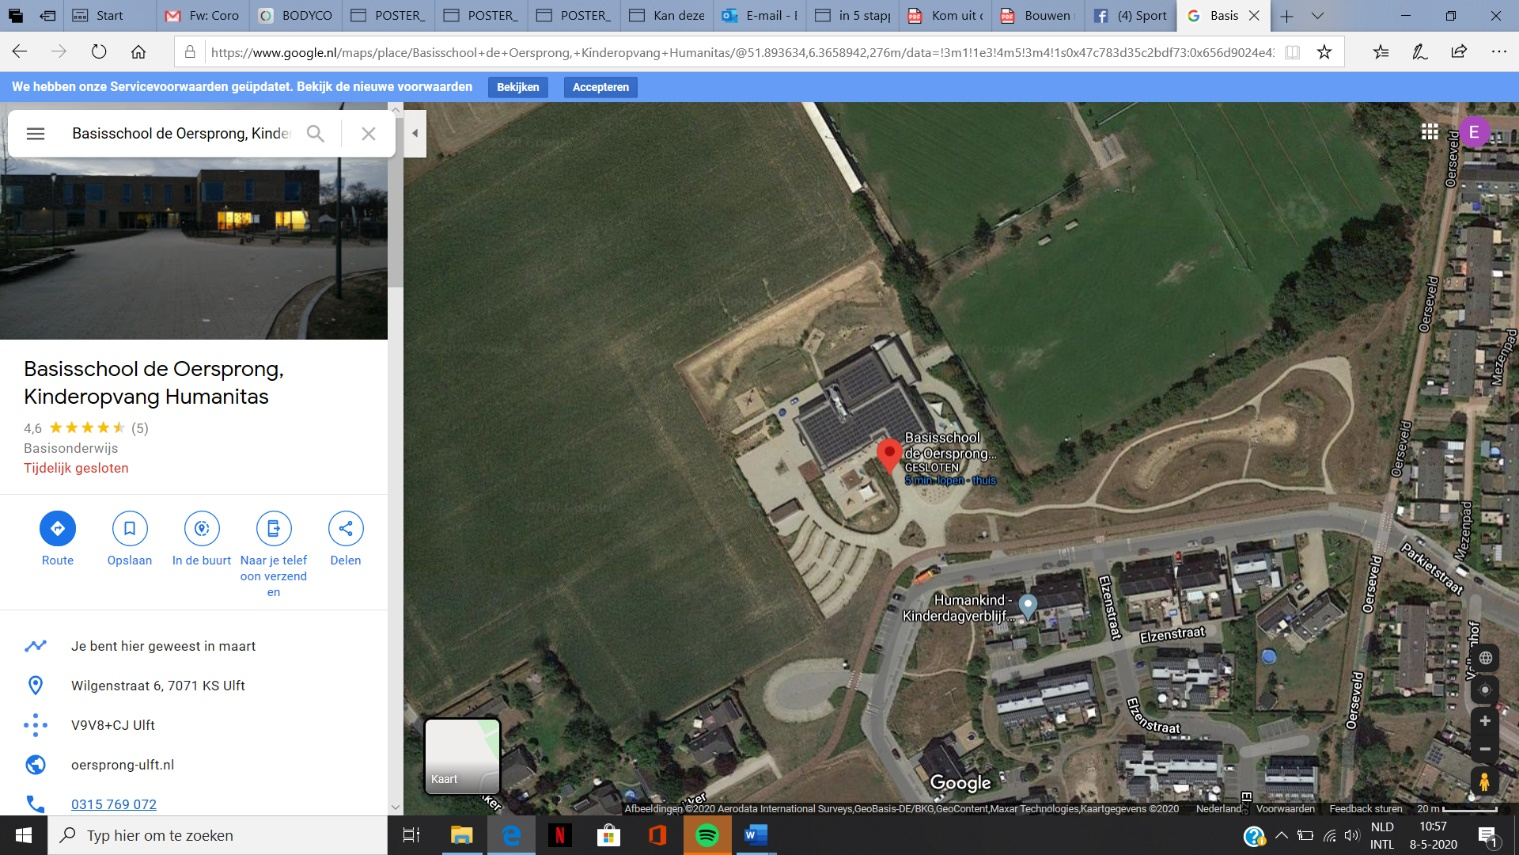 Start
Fw: Coro
BODYCO
POSTER_
POSTER_
POSTER_
Kan deze
E-mail - E
in 5 stapp
Kom uit d
Bouwen
(4) Sport
Basis
https://www.google.nl/maps/place/Basisschool+de+Oersprong,+Kinderopvang+Humanitas/@51.893634,6.3658942,276m/data=!3m1!1e3!4m5!3m4!1s0x47c783d35c2bdf73:0x656d9024e4:
We hebben onze Servicevoorwaarden geüpdatet. Bekijk de nieuwe voorwaarden
Bekijken
Accepteren
Basisschool de Oersprong, Kinde
E
Basisschool de Oersprong,
Kinderopvang Humanitas
4,6 (5)
Basisonderwijs
Tijdelijk gesloten
Route
Opslaan
In de buurt
Naar je telef
oon verzend
en
Delen
Je bent hier geweest in maart
Wilgenstraat 6, 7071 KS Ulft
V9V8+CJ Ulft
oersprong-ulft.nl
0315 769 072
Basisschool
de Oersprong...
GESLOTEN
5 min. lopen - thuis
Humankind -
Kinderdagverblijf...
Oerseveld
Oerseveld
Oerseveld
Oerseveld
Oerseveld
Mezenpad
Mezenpad
Parkietstraat
Elzenstraat
Elzenstraat
Elzenstraat
Kaart
Google
Afbeeldingen ©2020 Aerodata International Surveys,GeoBasis-DE/BKG,GeoContent,Maxar Technologies,Kaartgegevens ©2020
Nederland
Voorwaarden
Feedback sturen
20 m
Typ hier om te zoeken
NLD
INTL
10:57
8-5-2020
1